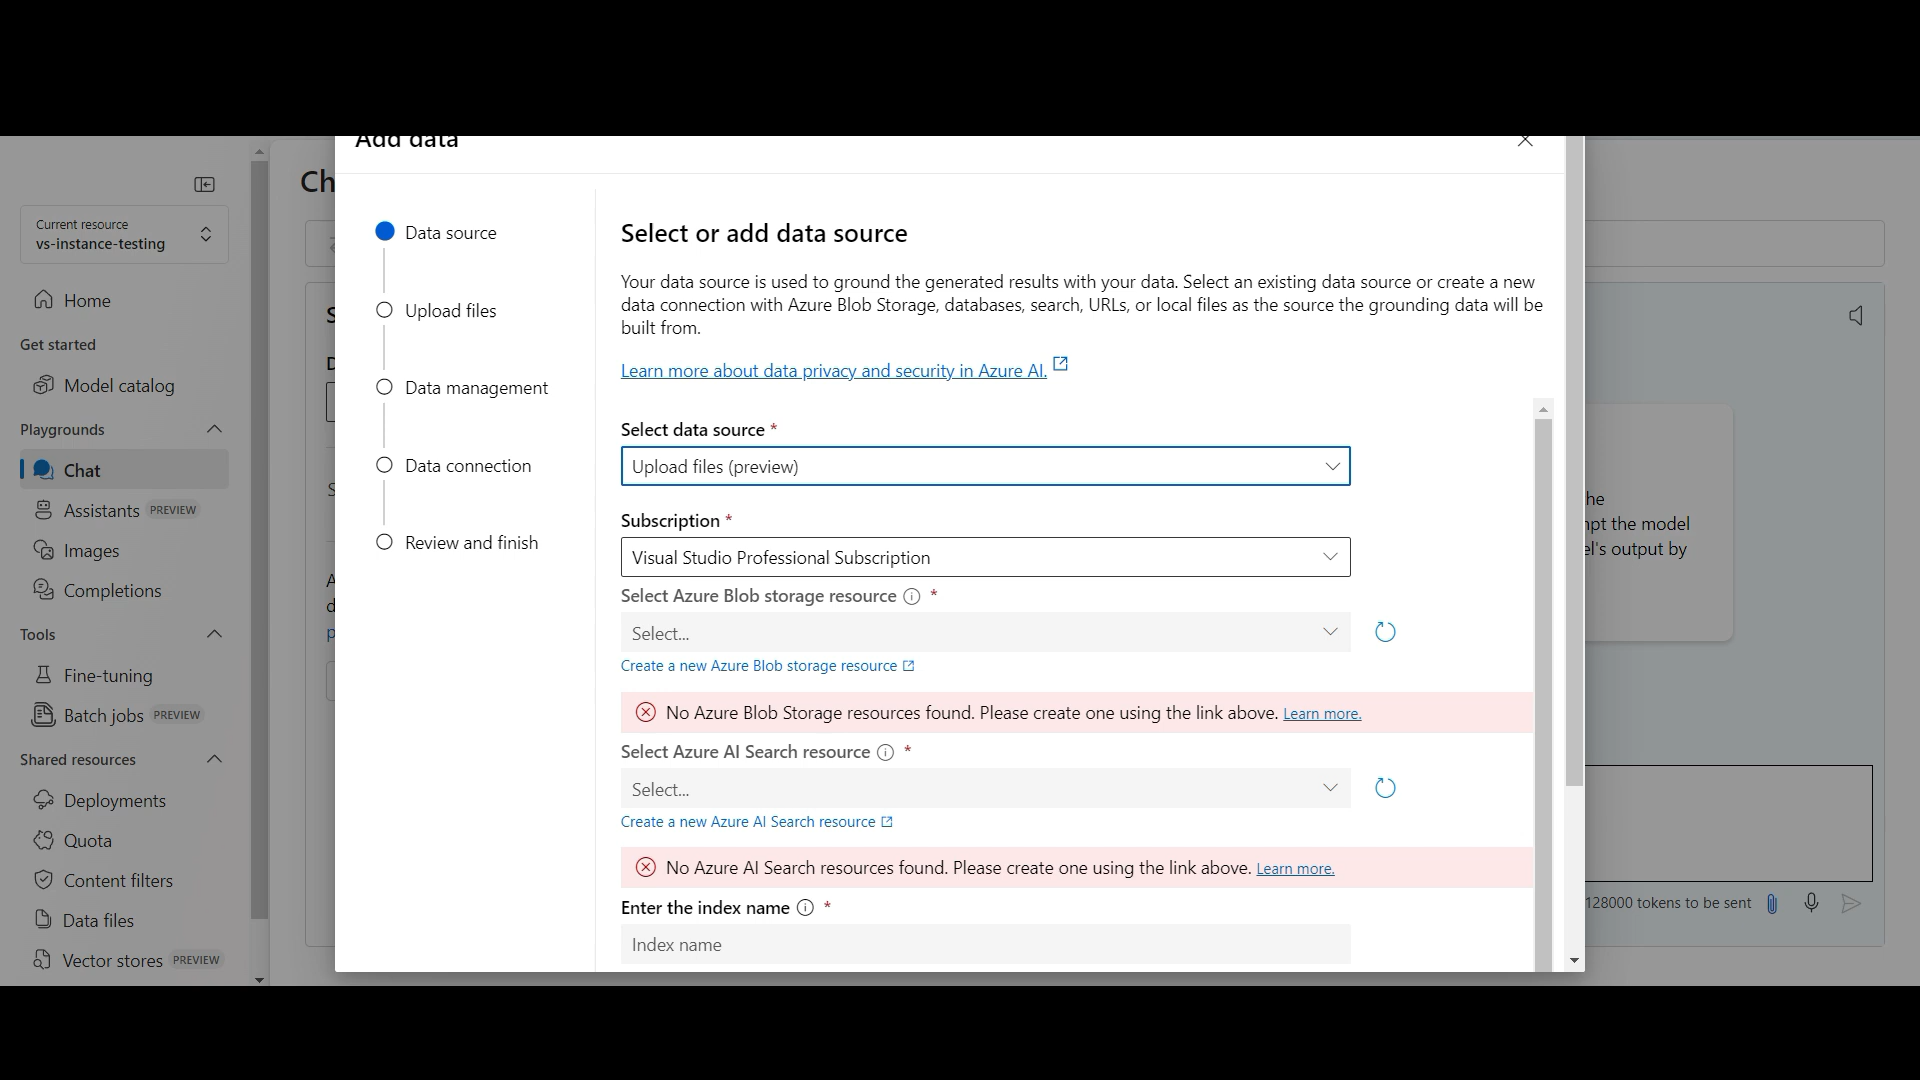 Add data
Current resource
vs-instance-testing
Home
Get started
Model catalog
Playgrounds
Chat
Assistants PREVIEW
Images
Completions
Tools
Fine-tuning
Batch jobs PREVIEW
Shared resources
Deployments
Quota
Content filters
Data files
Vector stores PREVIEW
Ch
Data source
Upload files
Data management
Data connection
Review and finish
Select or add data source
Your data source is used to ground the generated results with your data. Select an existing data source or create a new
data connection with Azure Blob Storage, databases, search, URLs, or local files as the source the grounding data will be
built from.
Learn more about data privacy and security in Azure AI.
Select data source *
Upload files (preview)
Subscription *
Visual Studio Professional Subscription
Select Azure Blob storage resource *
Select...
Create a new Azure Blob storage resource
No Azure Blob Storage resources found. Please create one using the link above. Learn more.
Select Azure AI Search resource *
Select...
Create a new Azure AI Search resource
No Azure AI Search resources found. Please create one using the link above. Learn more.
Enter the index name *
Index name
he
npt the model
el's output by
128000 tokens to be sent